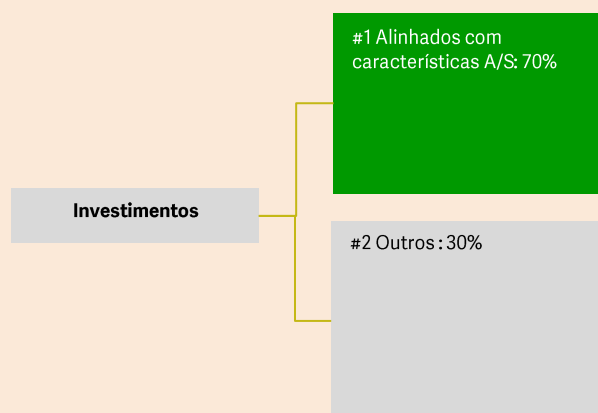 #1 Alinhados com
características A/S: 70%
Investimentos
#2 Outros : 30%